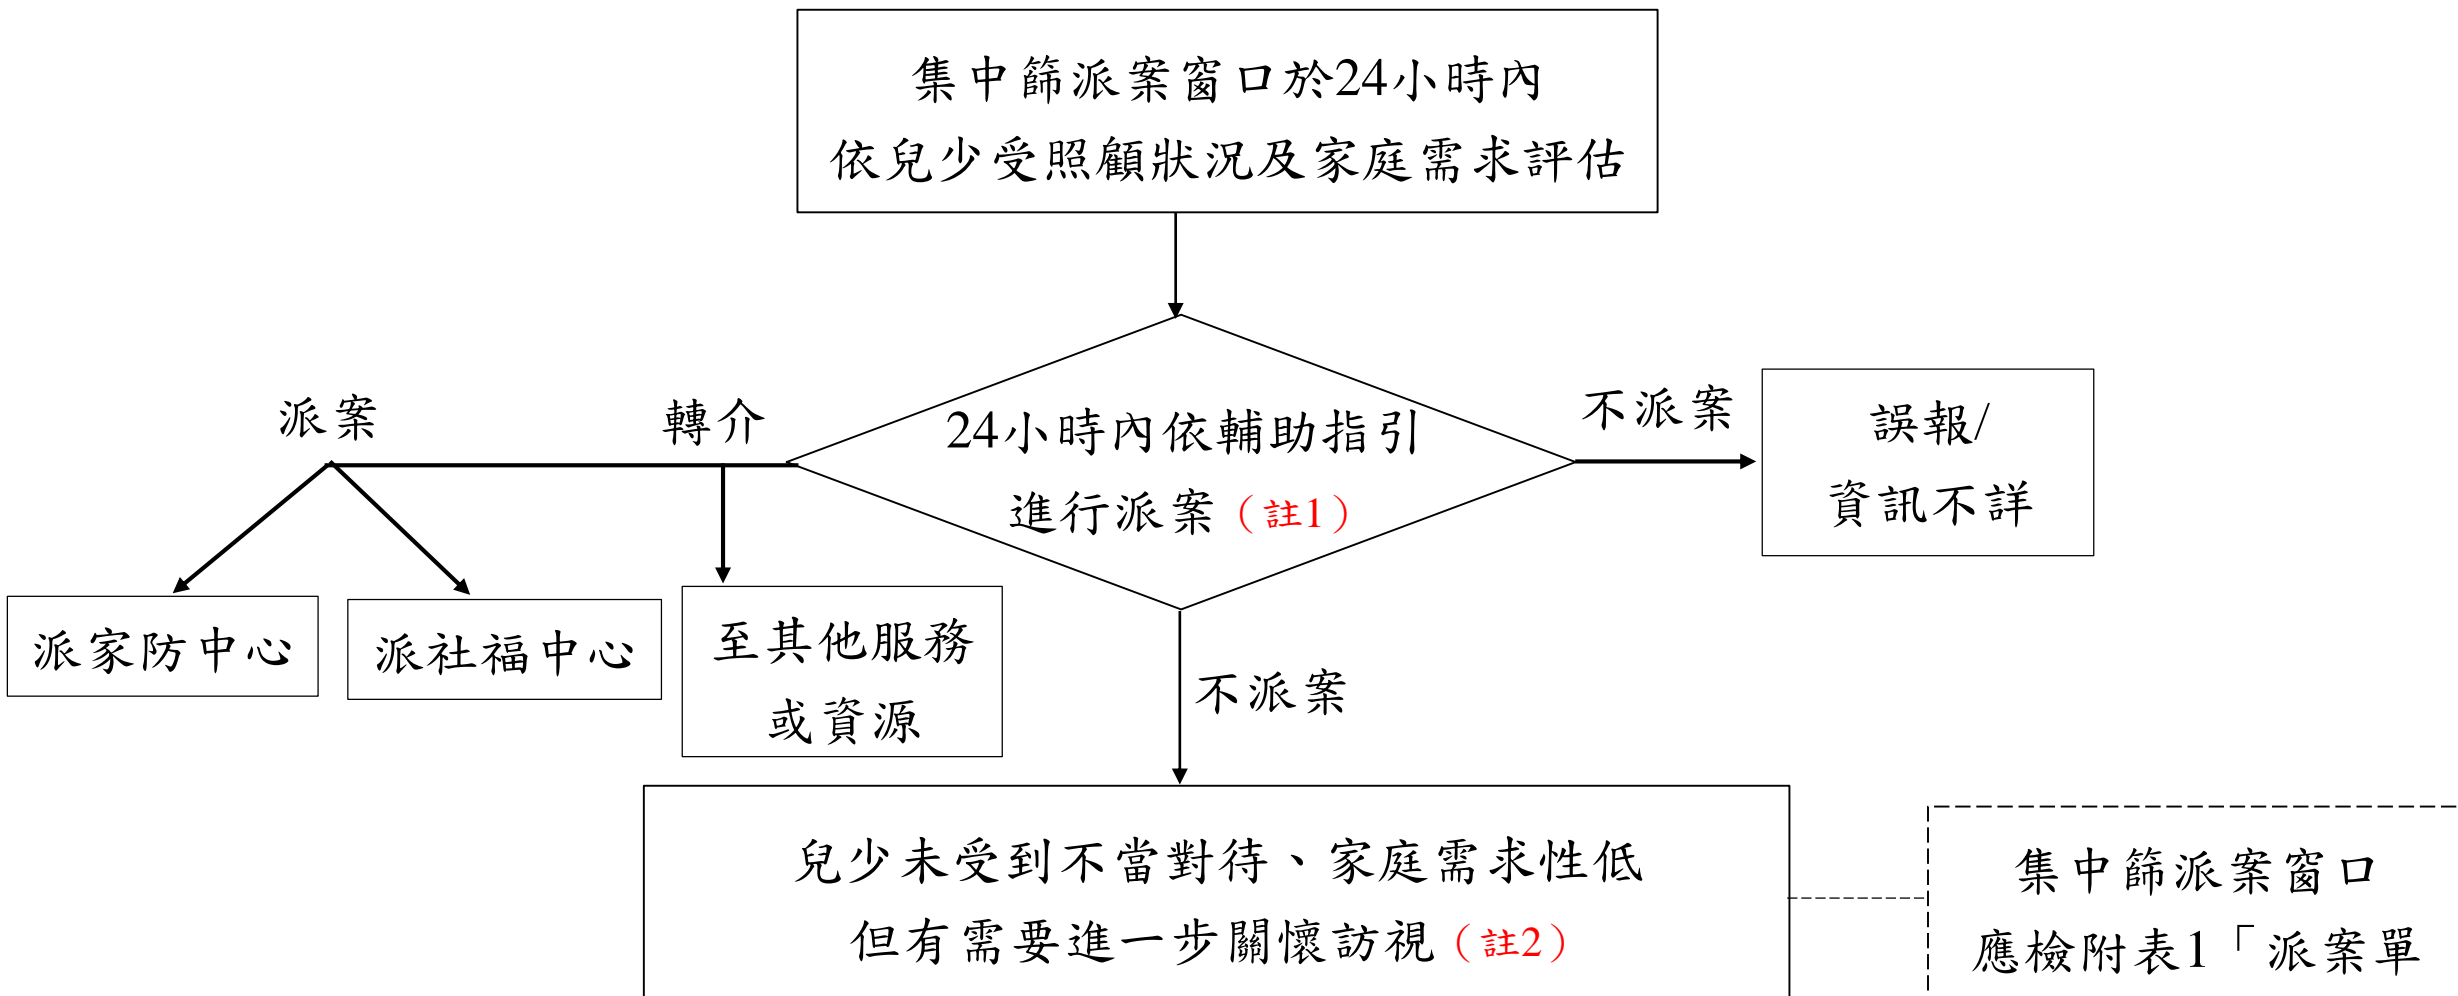 集中篩派案窗口於24小時內
依兒少受照顧狀況及家庭需求評估
派案
轉介
24小時內依輔助指引
進行派案（註1）
不派案
誤報/
資訊不詳
派家防中心
派社福中心
至其他服務
或資源
不派案
兒少未受到不當對待、家庭需求性低
但有需要進一步關懷訪視（註2）
集中篩派案窗口
應檢附表1「派案單